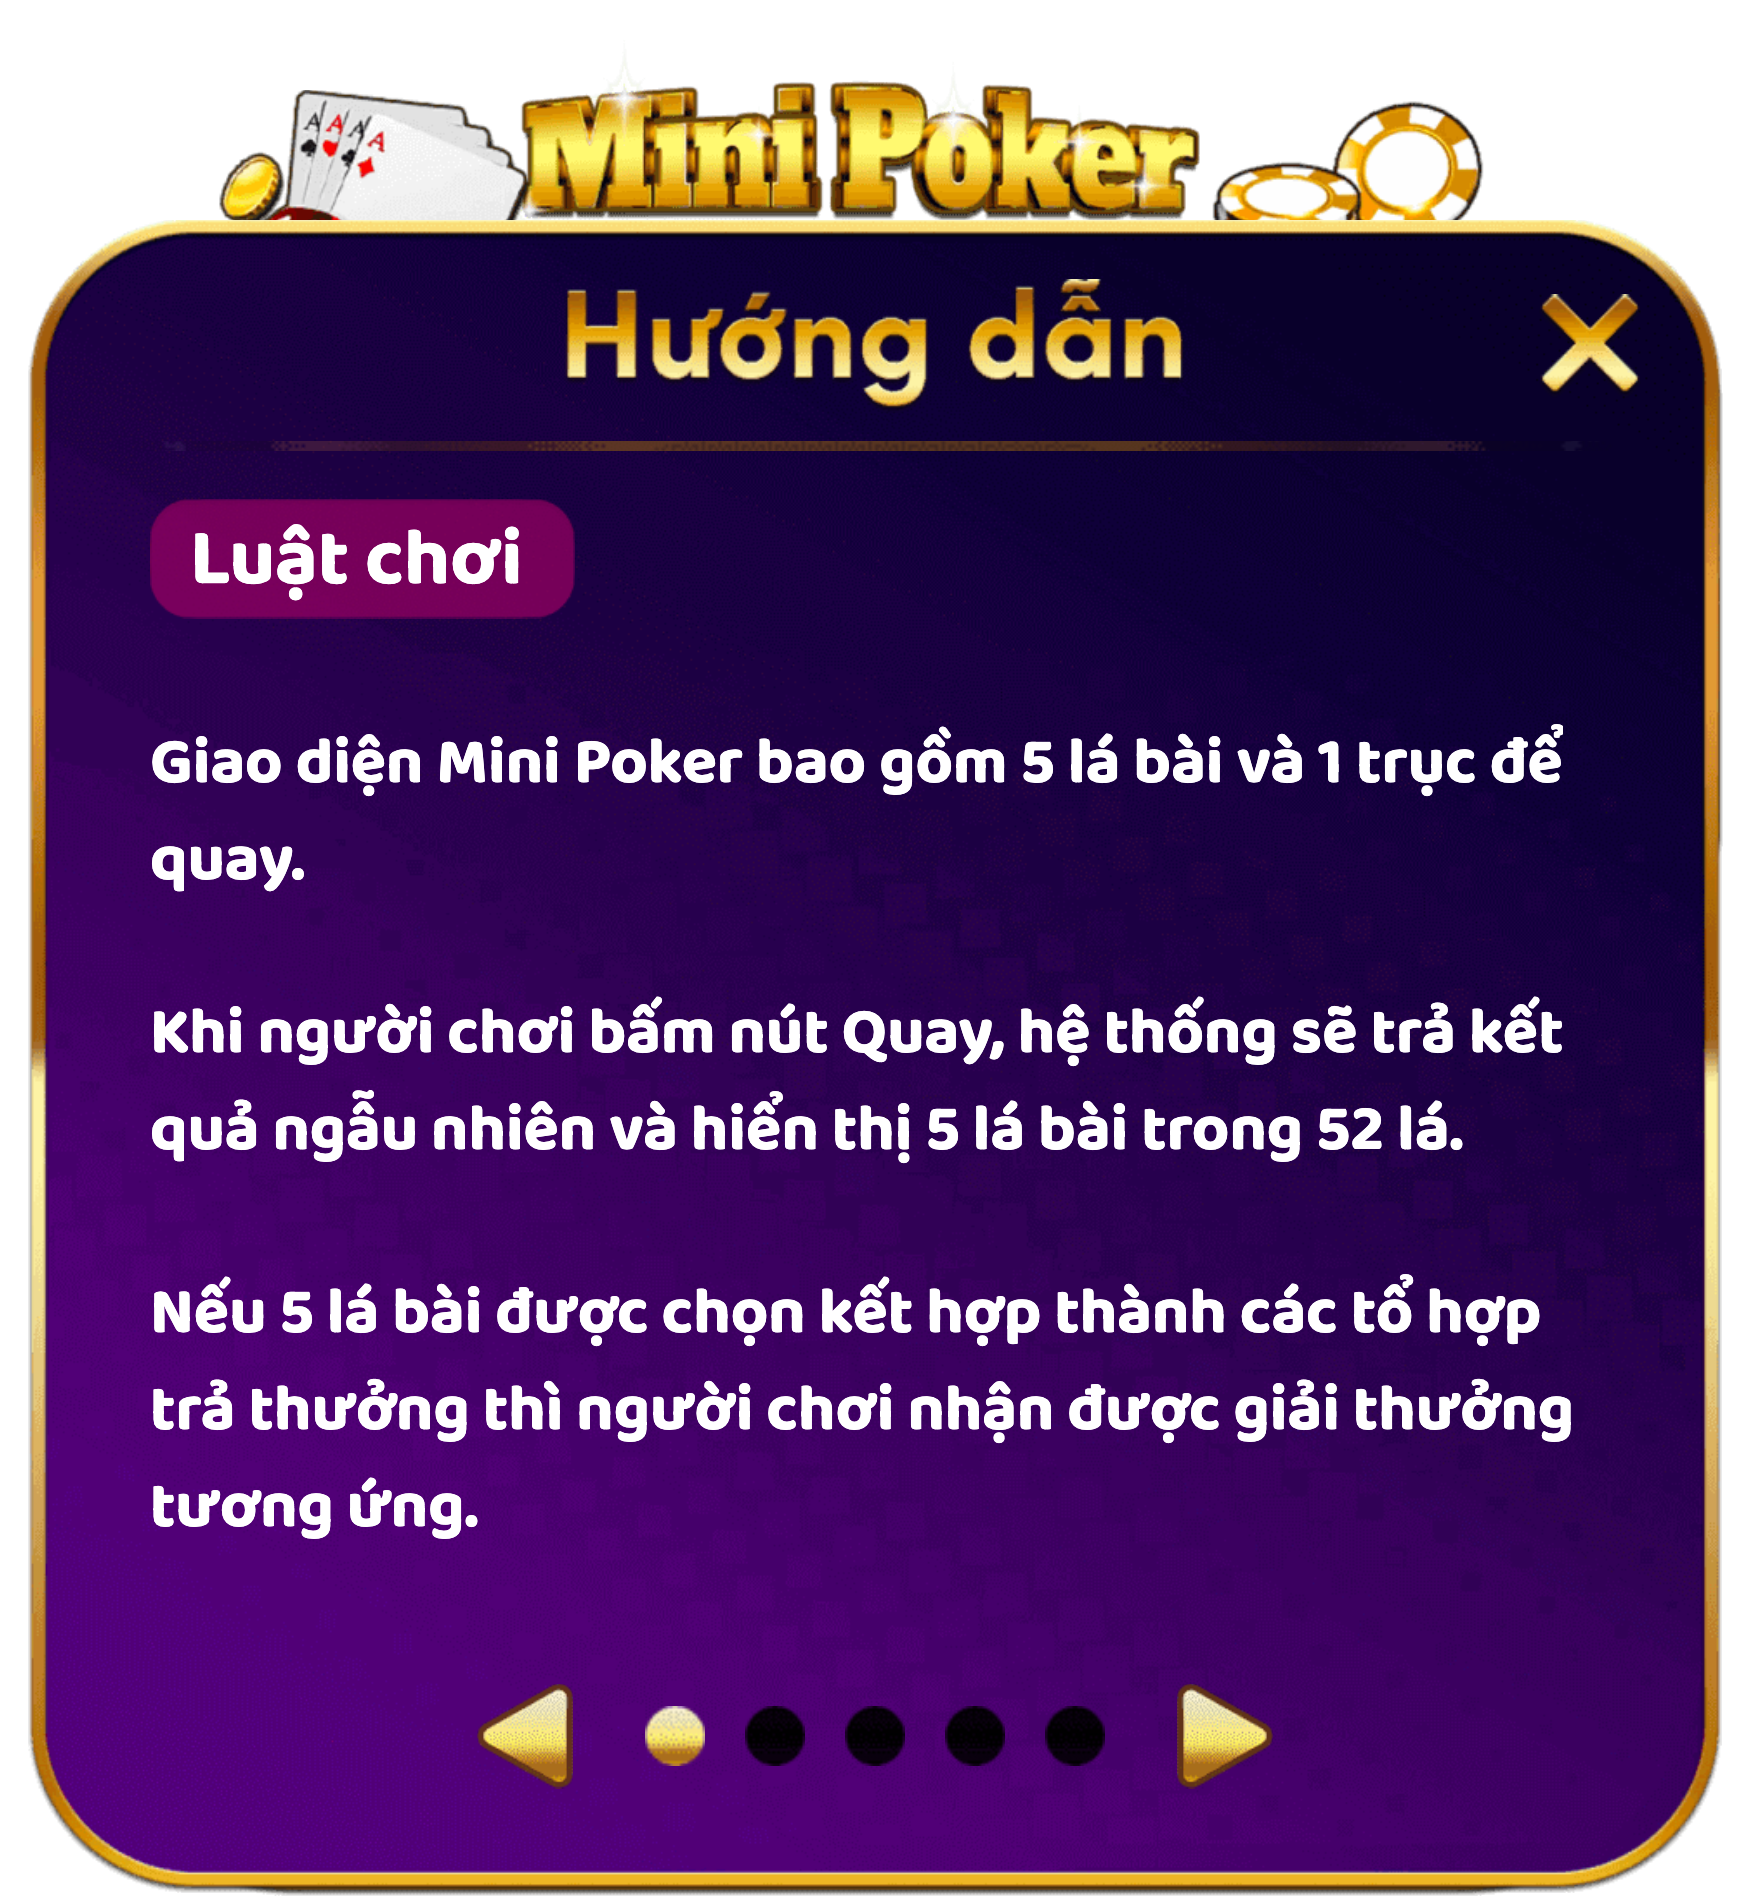 A A A A
Mini Poker
Hướng dẫn
Luật chơi
Giao diện Mini Poker bao gồm 5 lá bài và 1 trục để
quay.
Khi người chơi bấm nút Quay, hệ thống sẽ trả kết
quả ngẫu nhiên và hiển thị 5 lá bài trong 52 lá.
Nếu 5 lá bài được chọn kết hợp thành các tổ hợp
trả thưởng thì người chơi nhận được giải thưởng
tương ứng.